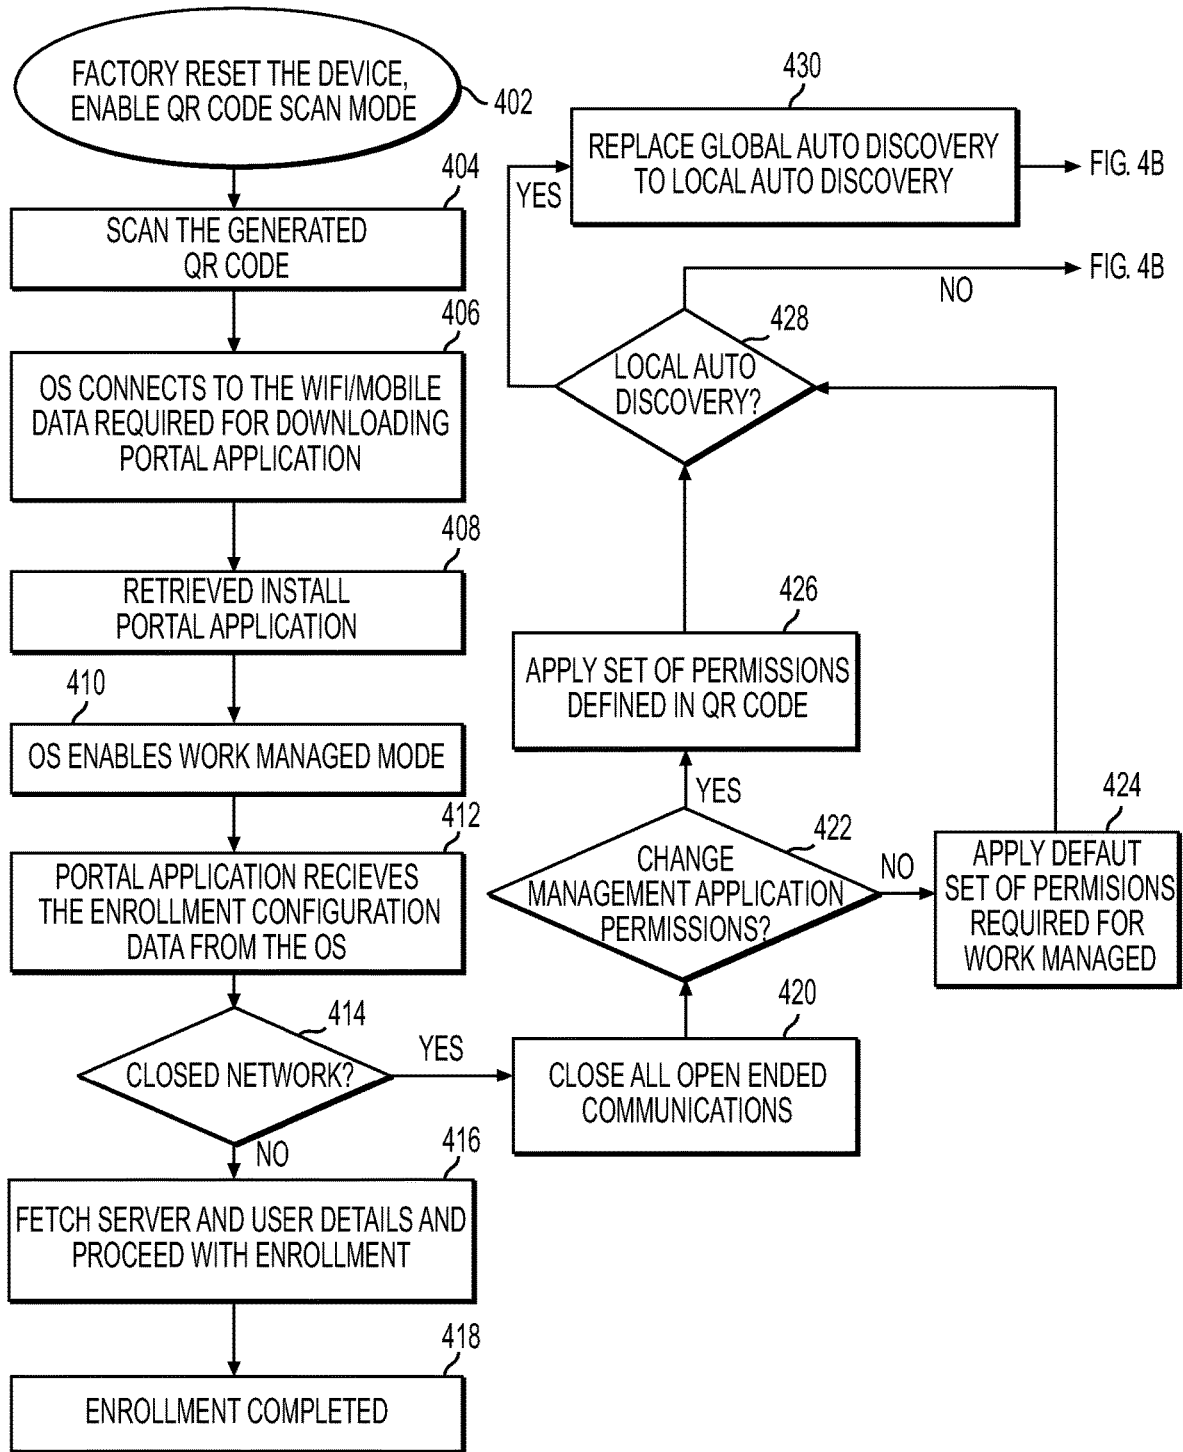 FACTORY RESET THE DEVICE,
ENABLE QR CODE SCAN MODE
402
404
SCAN THE GENERATED
QR CODE
406
OS CONNECTS TO THE WIFI/MOBILE
DATA REQUIRED FOR DOWNLOADING
PORTAL APPLICATION
408
RETRIEVED INSTALL
PORTAL APPLICATION
410
OS ENABLES WORK MANAGED MODE
412
PORTAL APPLICATION RECIEVES
THE ENROLLMENT CONFIGURATION
DATA FROM THE OS
414
CLOSED NETWORK?
YES
NO
416
FETCH SERVER AND USER DETAILS AND
PROCEED WITH ENROLLMENT
418
ENROLLMENT COMPLETED
420
CLOSE ALL OPEN ENDED
COMMUNICATIONS
422
CHANGE
MANAGEMENT APPLICATION
PERMISSIONS?
YES
NO
424
APPLY DEFAUT
SET OF PERMISIONS
REQUIRED FOR
WORK MANAGED
426
APPLY SET OF PERMISSIONS
DEFINED IN QR CODE
428
LOCAL AUTO
DISCOVERY?
YES
NO
FIG. 4B
430
REPLACE GLOBAL AUTO DISCOVERY
TO LOCAL AUTO DISCOVERY
FIG. 4B